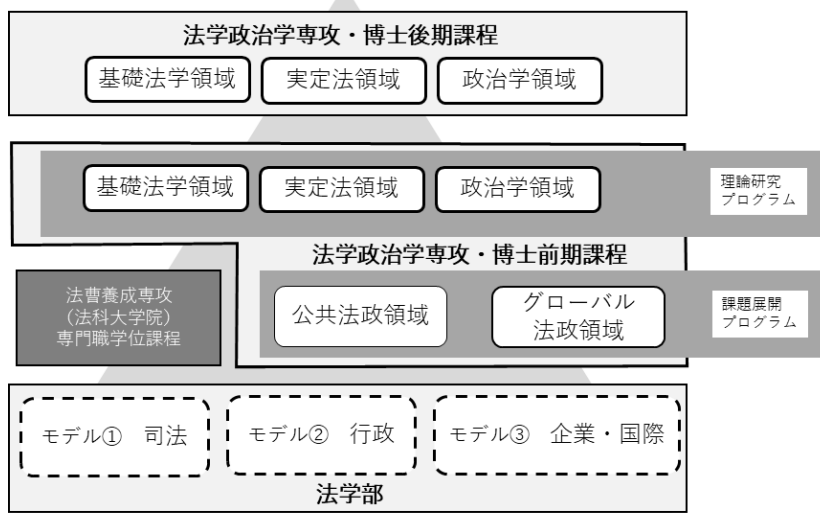 法学政治学専攻・博士後期課程
基礎法学領域
実定法領域
政治学領域
基礎法学領域
実定法領域
政治学領域
理論研究
プログラム
法学政治学専攻・博士前期課程
法曹養成専攻
（法科大学院）
専門職学位課程
公共法政領域
グローバル
法政領域
課題展開
プログラム
モデル①　司法
モデル②　行政
モデル③　企業・国際
法学部